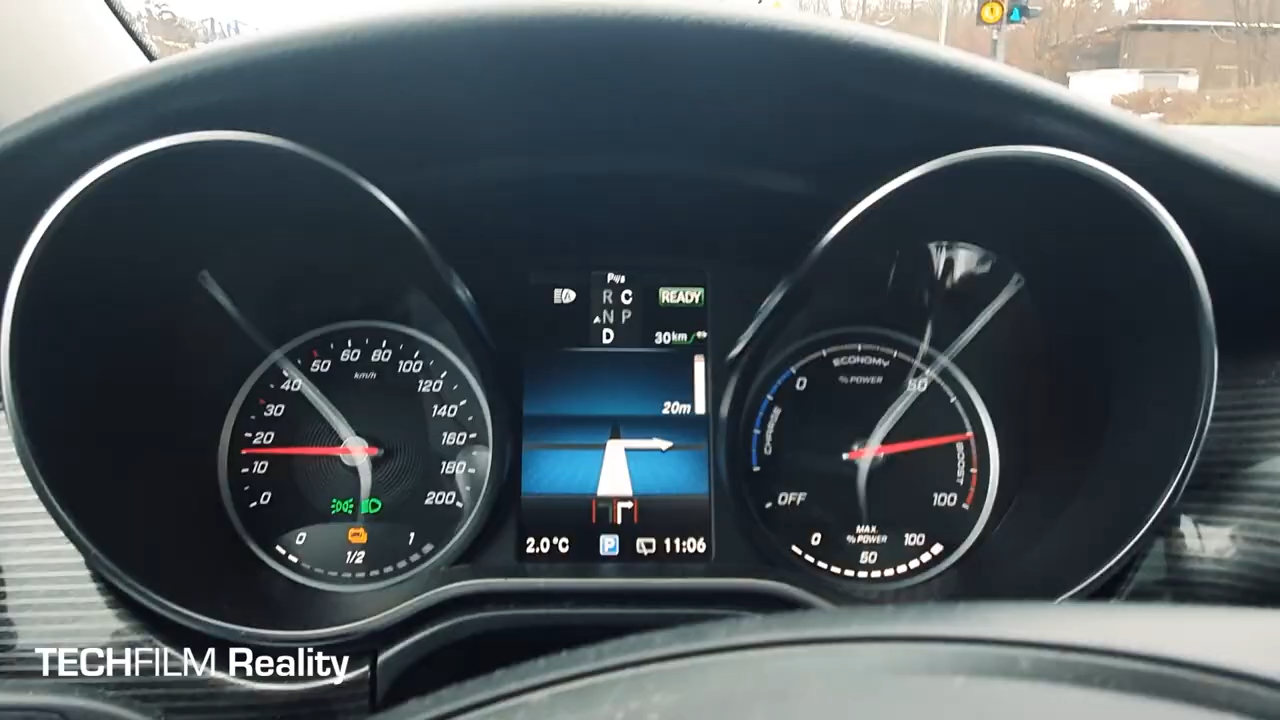 R C
READY
N P
D
30km
20m
2.0°C
P
11:06
0
10
20
30
40
50
60
80
100
120
140
160
180
200
km/h
0
1/2
1
CHARGE
0
ECONOMY
% POWER
50
BOOST
100
OFF
0
MAX.
% POWER
50
100
TECHFILM Reality